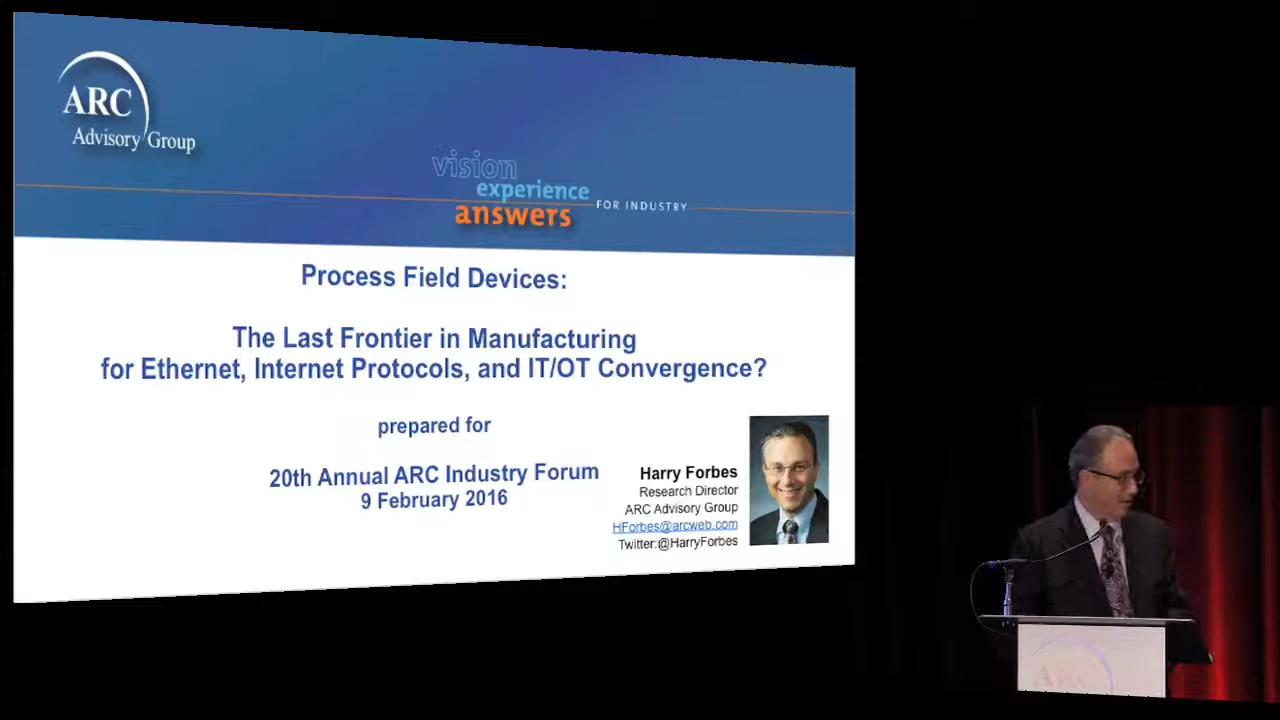 ARC
Advisory Group
vision
experience
answers
FOR INDUSTRY
Process Field Devices:
The Last Frontier in Manufacturing
for Ethernet, Internet Protocols, and IT/OT Convergence?
prepared for
20th Annual ARC Industry Forum
9 February 2016
Harry Forbes
Research Director
ARC Advisory Group
HForbes@arcweb.com
Twitter:@HarryForbes
ARC